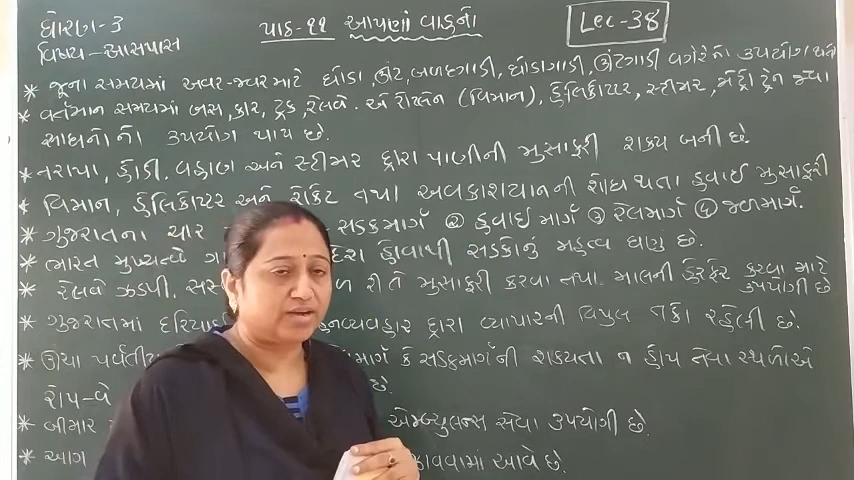 ધોરણ-૩
વિષય-આસપાસ
પાઠ-૧૧ આપણાં વાહનો
Lec-38
* જૂના સમયમાં અવર-જવર માટે ઘોડા, ઊંટ, બળદગાડી, ઘોડાગાડી, ઊંટગાડી વગેરેનો ઉપયોગ થતો
* વર્તમાન સમયમાં બસ, કાર, ટ્રક, રેલવે. એરોપ્લેન (વિમાન), હેલિકોપ્ટર, સ્ટીમર, મેટ્રો ટ્રેન જેવા
સાધનોનો ઉપયોગ થાય છે.
* તરાપા, હોડી. વહાણ અને સ્ટીમર દ્વારા પાણીની મુસાફરી શક્ય બની છે.
* વિમાન, હેલિકોપ્ટર અને રોકેટ તથા અવકાશયાનની શોધ થતા હવાઈ મુસાફરી
* ગુજરાતના ચાર સડકમાર્ગ ② હવાઈ માર્ગ ③ રેલમાર્ગ ④ જળમાર્ગ.
* ભારત મુખ્યત્વે હોવાથી સડકોનું મહત્વ ઘણું છે.
* રેલવે ઝડપી. રીતે મુસાફરી કરવા તથા માલની હેરફેર કરવા માટે
ઉપયોગી છે
* ગુજરાતમાં દ્વારા વ્યાપારની વિપુલ તકો રહેલી છે.
* ઊંચા કે સડકમાર્ગની શક્યતા ન હોય તેવા સ્થળોએ
રોપ-વે છે.
* બીમાર એમ્બ્યુલન્સ સેવા ઉપયોગી છે.
* આગ આવે છે.